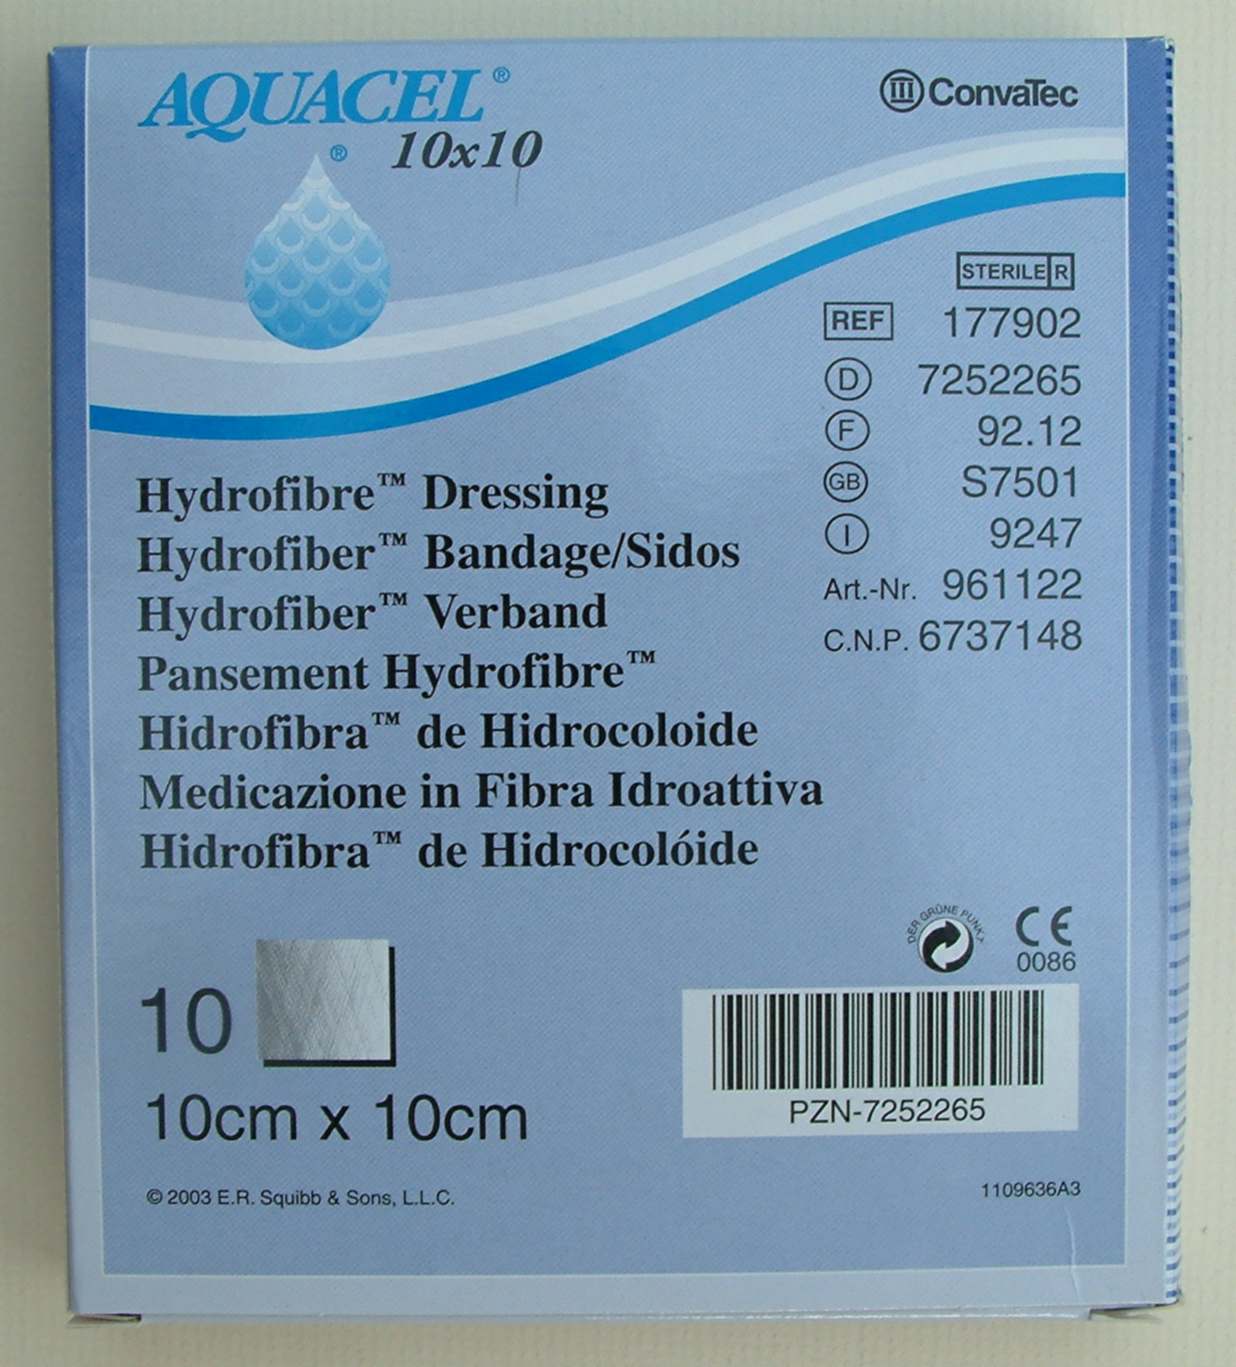 AQUACEL®
® 10x10
ConvaTec
STERILE R
REF 177902
D 7252265
F 92.12
GB S7501
I 9247
Art.-Nr. 961122
C.N.P. 6737148
Hydrofibre™ Dressing
Hydrofiber™ Bandage/Sidos
Hydrofiber™ Verband
Pansement Hydrofibre™
Hidrofibra™ de Hidrocoloide
Medicazione in Fibra Idroattiva
Hidrofibra™ de Hidrocolóide
DER GRÜNE PUNKT
CE
0086
10
10cm x 10cm
PZN-7252265
© 2003 E.R. Squibb & Sons, L.L.C.
1109636A3